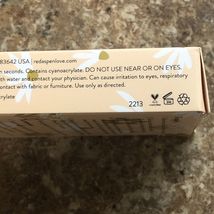 83642 USA | redaspenlove.com
n seconds. Contains cyanoacrylate. DO NOT USE NEAR OR ON EYES.
th water and contact your physician. Can cause irritation to eyes, respiratory
contact with fabric or furniture. Use only as directed.
crylate
2213